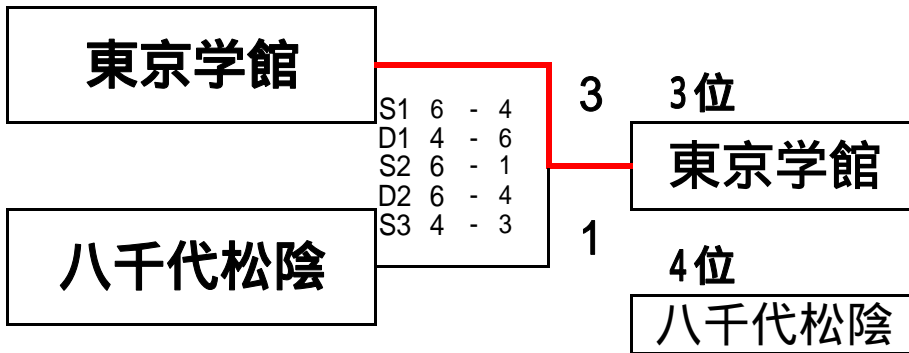 東京学館
S1 6 - 4
D1 4 - 6
S2 6 - 1
D2 6 - 4
S3 4 - 3
八千代松陰
3
1
3位
東京学館
4位
八千代松陰